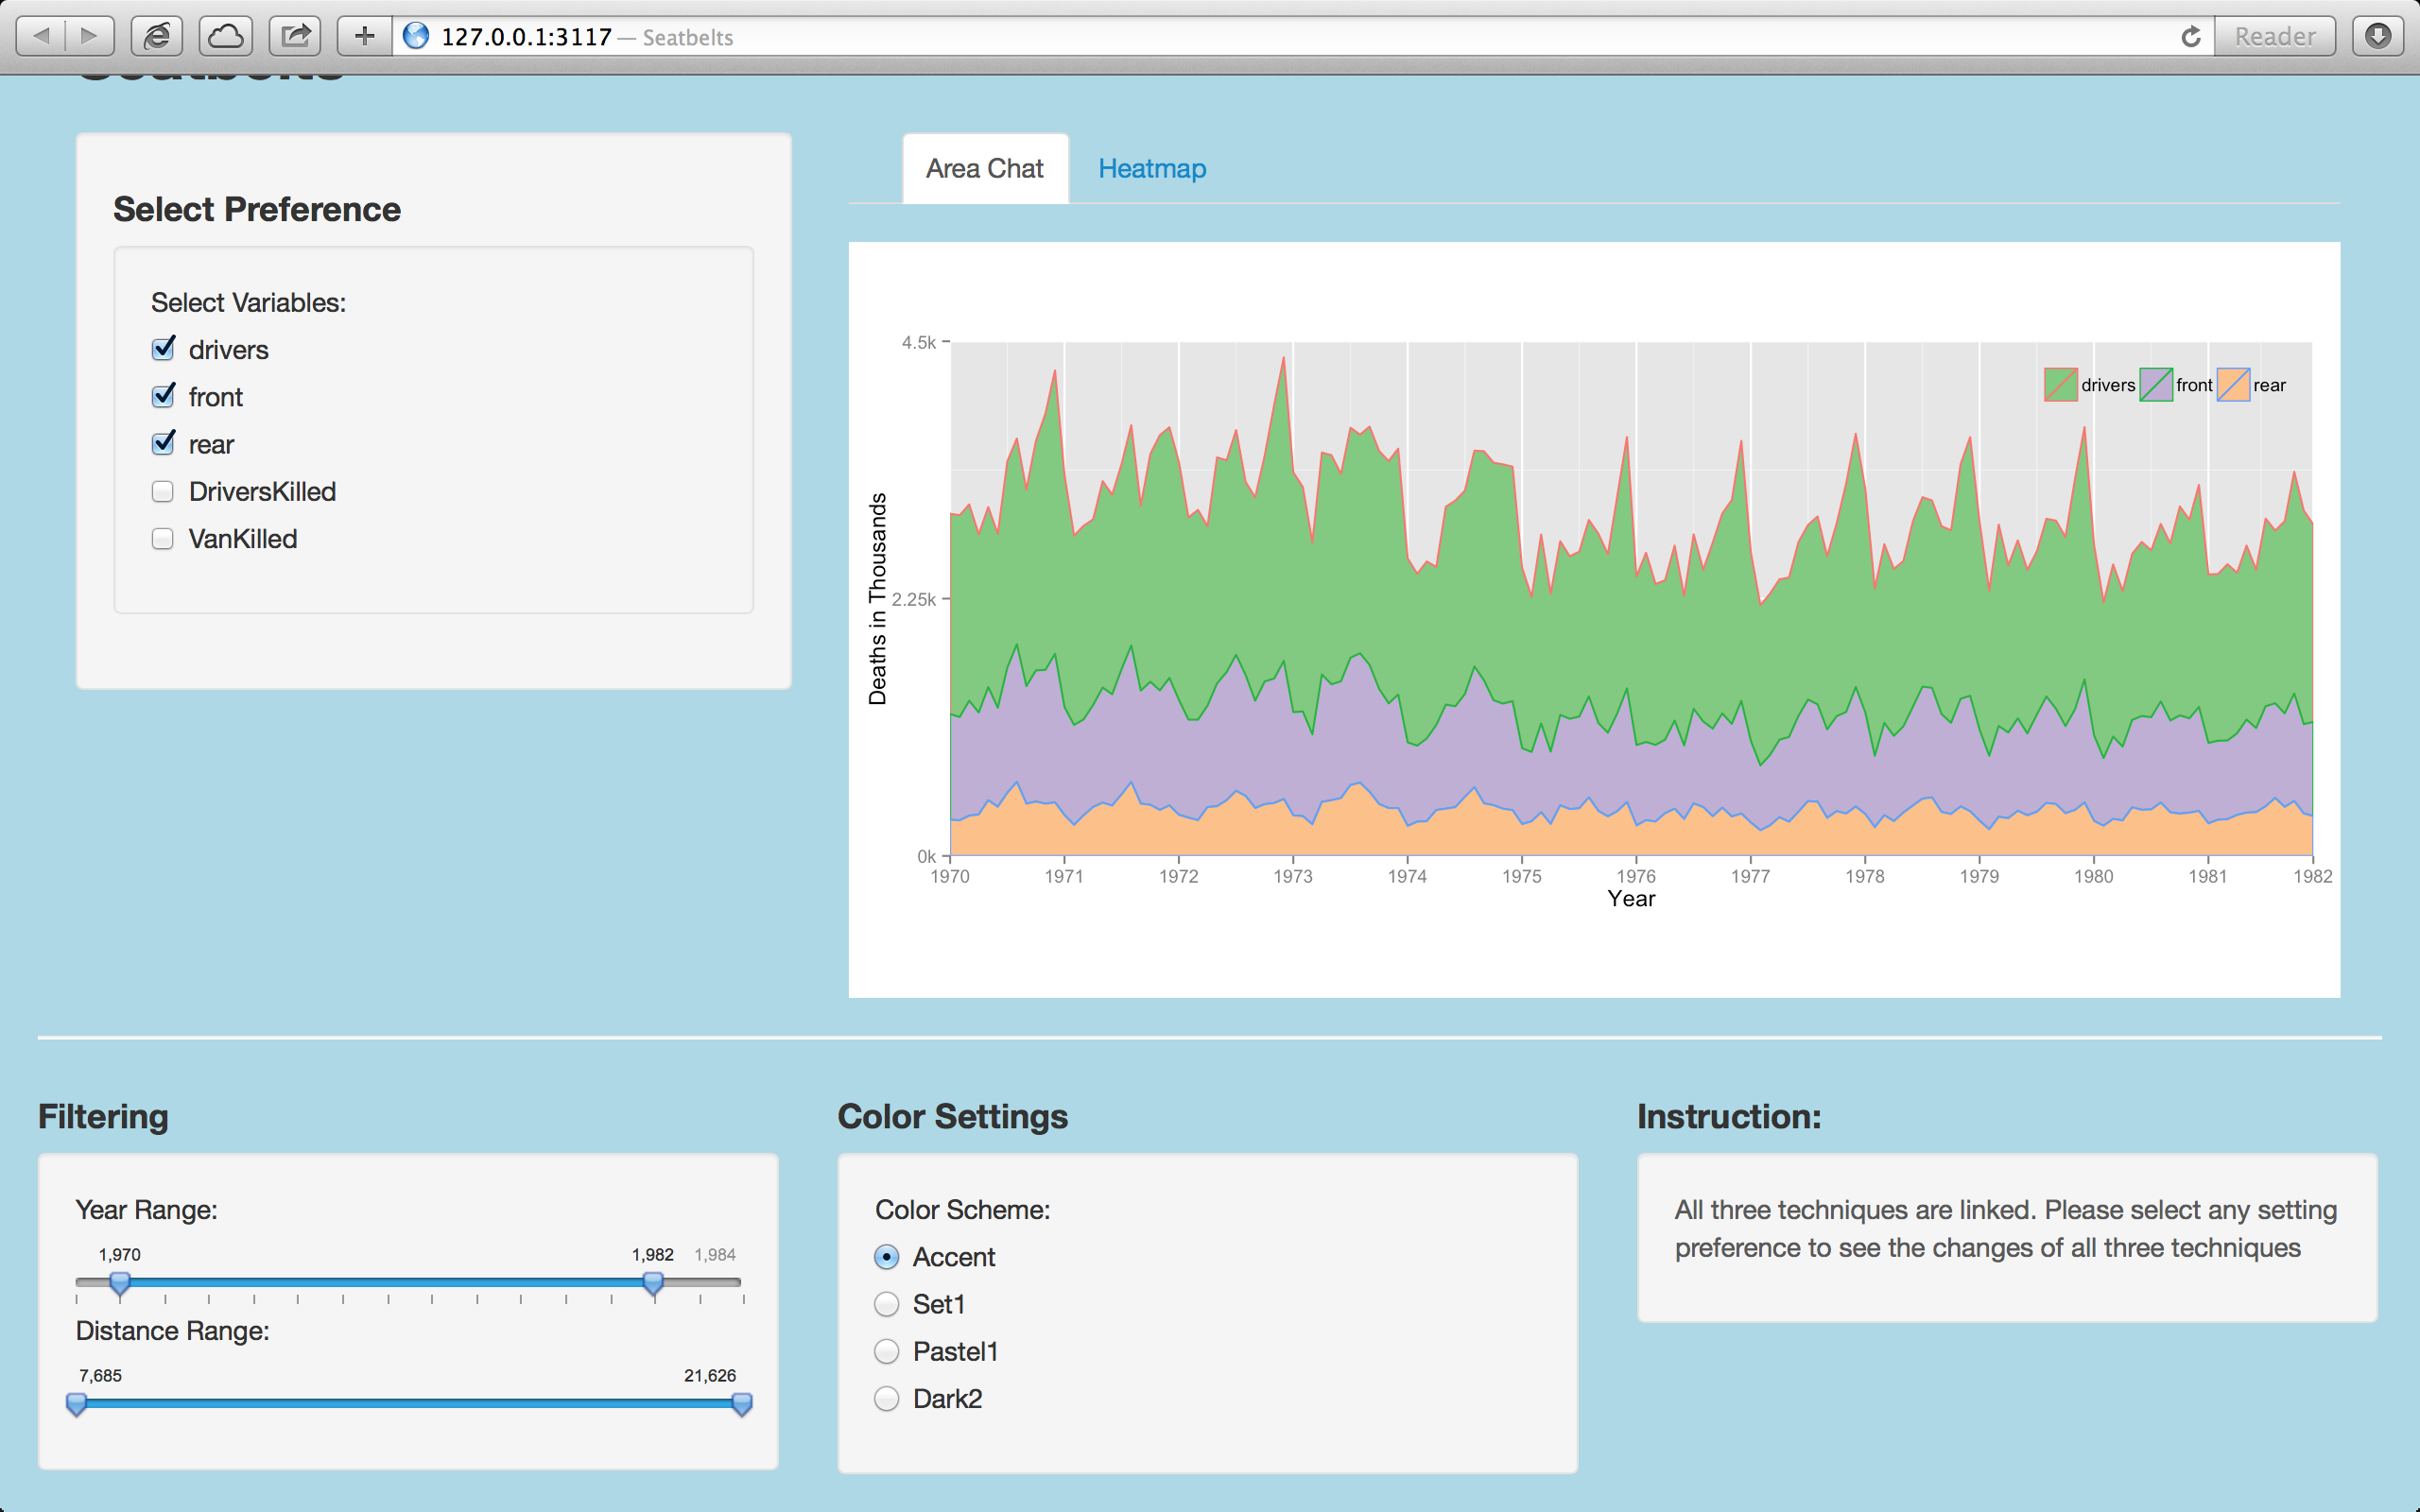 127.0.0.1:3117 — Seatbelts
Reader
Seatbelts
Select Preference
Select Variables:
drivers
front
rear
DriversKilled
VanKilled
Area Chat
Heatmap
4.5k
2.25k
0k
Deaths in Thousands
drivers front rear
1970 1971 1972 1973 1974 1975 1976 1977 1978 1979 1980 1981 1982
Year
Filtering
Year Range:
1,970 1,982 1,984
Distance Range:
7,685 21,626
Color Settings
Color Scheme:
Accent
Set1
Pastel1
Dark2
Instruction:
All three techniques are linked. Please select any setting
preference to see the changes of all three techniques